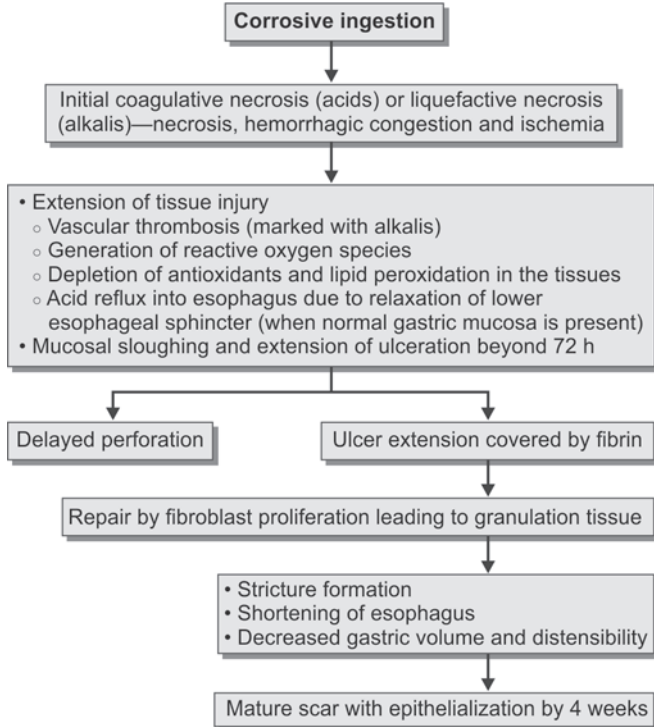 Corrosive ingestion
Initial coagulative necrosis (acids) or liquefactive necrosis
(alkalis)—necrosis, hemorrhagic congestion and ischemia
• Extension of tissue injury
○ Vascular thrombosis (marked with alkalis)
○ Generation of reactive oxygen species
○ Depletion of antioxidants and lipid peroxidation in the tissues
○ Acid reflux into esophagus due to relaxation of lower
esophageal sphincter (when normal gastric mucosa is present)
• Mucosal sloughing and extension of ulceration beyond 72 h
Delayed perforation
Ulcer extension covered by fibrin
Repair by fibroblast proliferation leading to granulation tissue
• Stricture formation
• Shortening of esophagus
• Decreased gastric volume and distensibility
Mature scar with epithelialization by 4 weeks